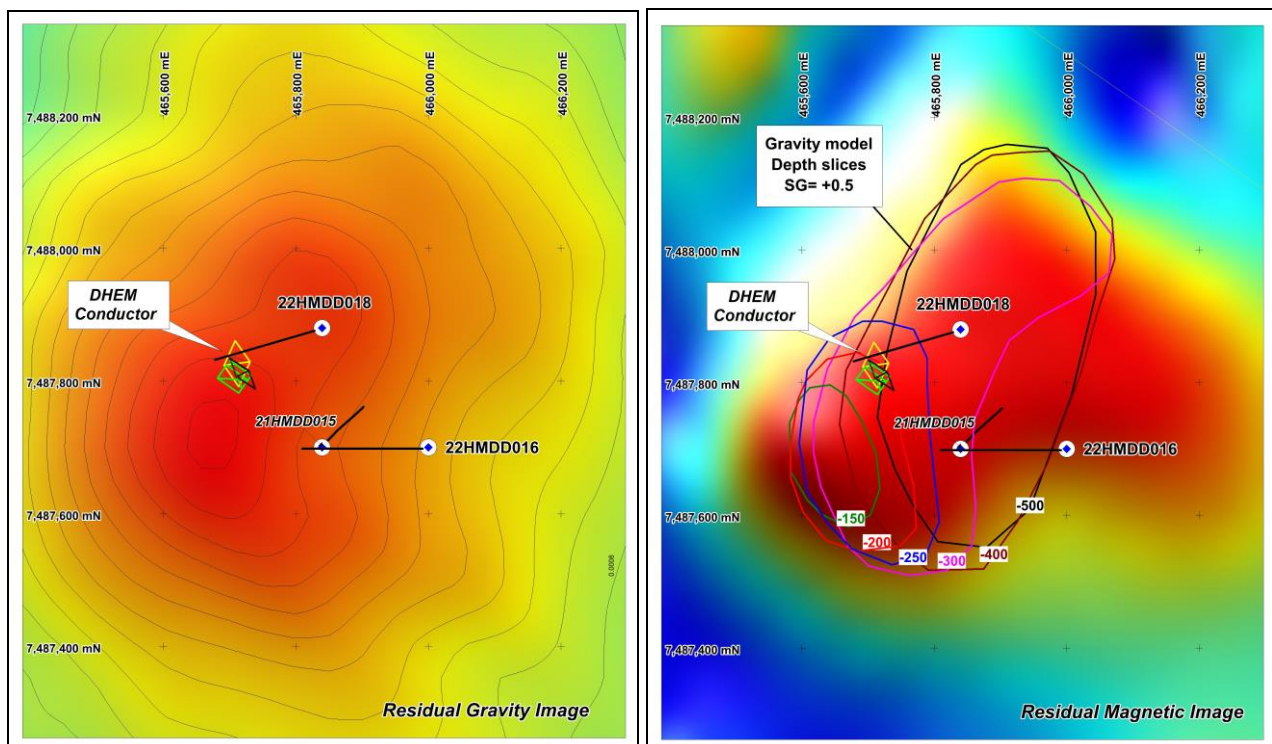 465,600 mE
465,800 mE
466,000 mE
466,200 mE
7,488,200 mN
7,488,000 mN
DHEM
Conductor
22HMDD018
7,487,800 mN
21HMDD015
22HMDD016
7,487,600 mN
0.0008
7,487,400 mN
Residual Gravity Image
465,600 mE
465,800 mE
466,000 mE
466,200 mE
7,488,200 mN
Gravity model
Depth slices
SG= +0.5
7,488,000 mN
DHEM
Conductor
22HMDD018
7,487,800 mN
21HMDD015
22HMDD016
7,487,600 mN
-150
-200
-250
-300
-400
-500
7,487,400 mN
Residual Magnetic Image